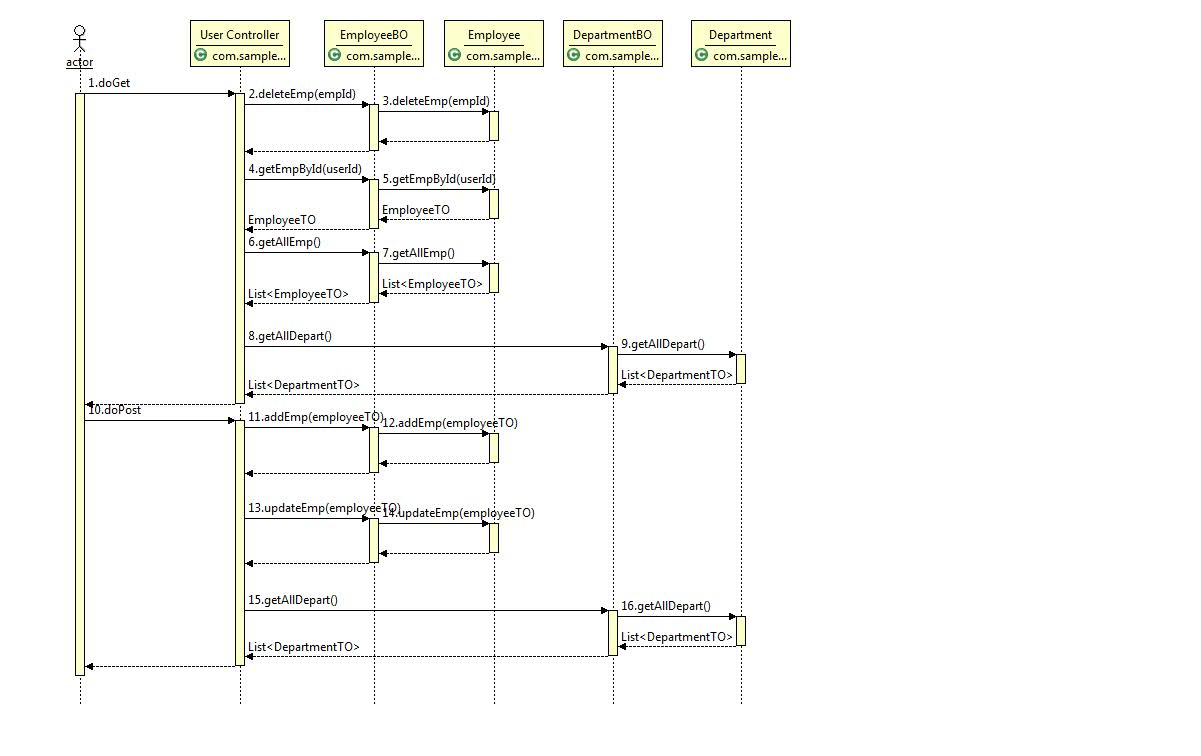 User Controller
com.sample...
EmployeeBO
com.sample...
Employee
com.sample...
DepartmentBO
com.sample...
Department
com.sample...
actor
1.doGet
2.deleteEmp(empId)
3.deleteEmp(empId)
4.getEmpById(userId)
5.getEmpById(userId)
EmployeeTO
EmployeeTO
6.getAllEmp()
7.getAllEmp()
List<EmployeeTO>
List<EmployeeTO>
8.getAllDepart()
9.getAllDepart()
List<DepartmentTO>
List<DepartmentTO>
10.doPost
11.addEmp(employeeTO)
12.addEmp(employeeTO)
13.updateEmp(employeeTO)
14.updateEmp(employeeTO)
15.getAllDepart()
16.getAllDepart()
List<DepartmentTO>
List<DepartmentTO>